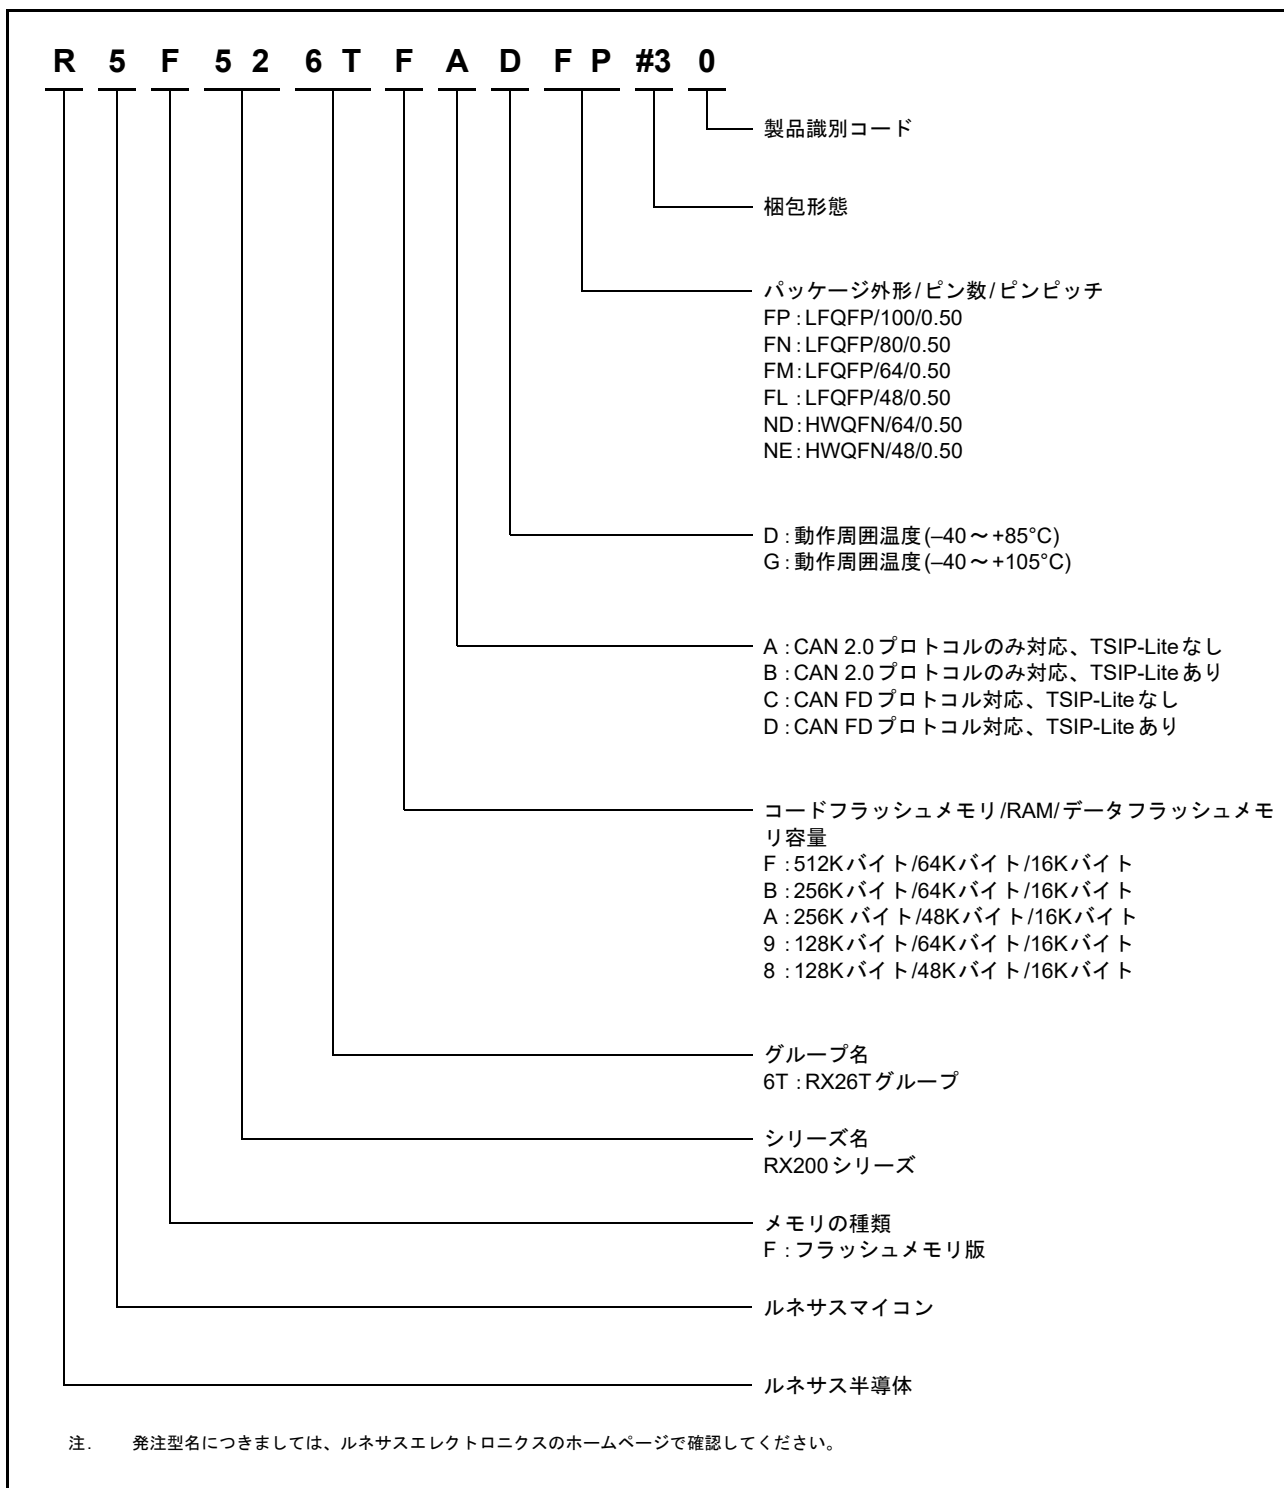 R 5 F 5 2 6 T F A D F P #3 0
製品識別コード
梱包形態
パッケージ外形/ピン数/ピンピッチ
FP:LFQFP/100/0.50
FN:LFQFP/80/0.50
FM:LFQFP/64/0.50
FL:LFQFP/48/0.50
ND:HWQFN/64/0.50
NE:HWQFN/48/0.50
D:動作周囲温度(–40～+85°C)
G:動作周囲温度(–40～+105°C)
A:CAN 2.0プロトコルのみ対応、TSIP-Liteなし
B:CAN 2.0プロトコルのみ対応、TSIP-Liteあり
C:CAN FDプロトコル対応、TSIP-Liteなし
D:CAN FDプロトコル対応、TSIP-Liteあり
コードフラッシュメモリ/RAM/データフラッシュメモ
リ容量
F:512Kバイト/64Kバイト/16Kバイト
B:256Kバイト/64Kバイト/16Kバイト
A:256K バイト/48Kバイト/16Kバイト
9:128Kバイト/64Kバイト/16Kバイト
8:128Kバイト/48Kバイト/16Kバイト
グループ名
6T:RX26Tグループ
シリーズ名
RX200シリーズ
メモリの種類
F:フラッシュメモリ版
ルネサスマイコン
ルネサス半導体
注. 発注型名につきましては、ルネサスエレクトロニクスのホームページで確認してください。